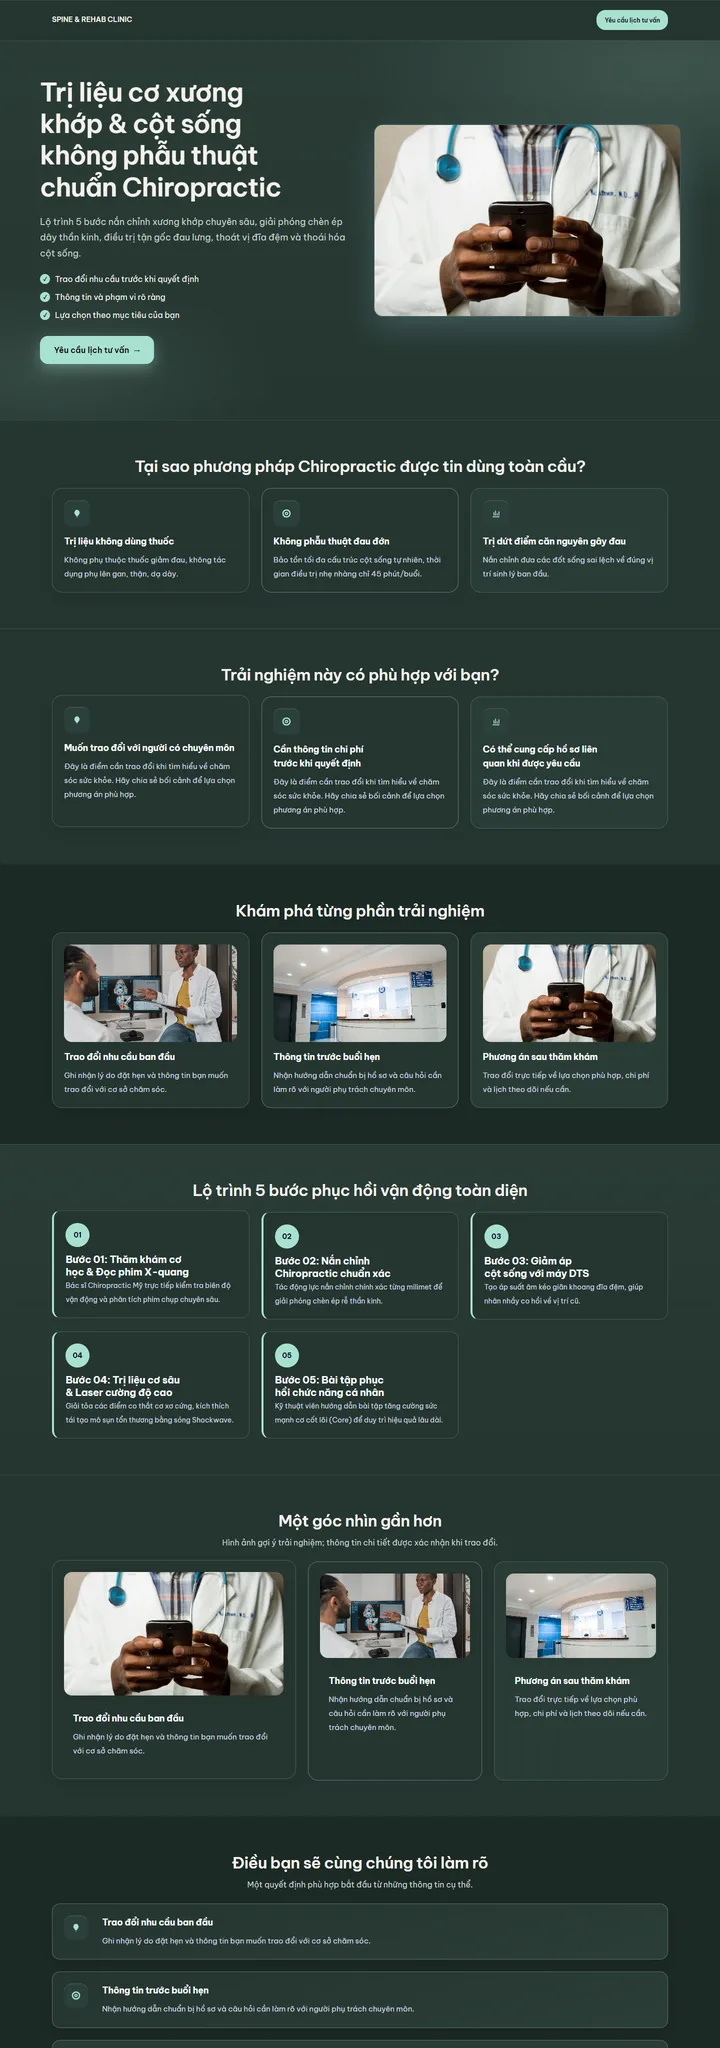 SPINE & REHAB CLINIC
Yêu cầu lịch tư vấn
Trị liệu cơ xương
khớp & cột sống
không phẫu thuật
chuẩn Chiropractic
Lộ trình 5 bước nắn chỉnh xương khớp chuyên sâu, giải phóng chèn ép
dây thần kinh, điều trị tận gốc đau lưng, thoát vị đĩa đệm và thoái hóa
cột sống.
Trao đổi nhu cầu trước khi quyết định
Thông tin và phạm vi rõ ràng
Lựa chọn theo mục tiêu của bạn
Yêu cầu lịch tư vấn →
Tại sao phương pháp Chiropractic được tin dùng toàn cầu?
Trị liệu không dùng thuốc
Không phụ thuộc thuốc giảm đau, không tác
dụng phụ lên gan, thận, dạ dày.
Không phẫu thuật đau đớn
Bảo tồn tối đa cấu trúc cột sống tự nhiên, thời
gian điều trị nhẹ nhàng chỉ 45 phút/buổi.
Trị dứt điểm căn nguyên gây đau
Nắn chỉnh đưa các đốt sống sai lệch về đúng vị
trí sinh lý ban đầu.
Trải nghiệm này có phù hợp với bạn?
Muốn trao đổi với người có chuyên môn
Đây là điểm cần trao đổi khi tìm hiểu về chăm
sóc sức khỏe. Hãy chia sẻ bối cảnh để lựa chọn
phương án phù hợp.
Cần thông tin chi phí
trước khi quyết định
Đây là điểm cần trao đổi khi tìm hiểu về chăm
sóc sức khỏe. Hãy chia sẻ bối cảnh để lựa chọn
phương án phù hợp.
Có thể cung cấp hồ sơ liên
quan khi được yêu cầu
Đây là điểm cần trao đổi khi tìm hiểu về chăm
sóc sức khỏe. Hãy chia sẻ bối cảnh để lựa chọn
phương án phù hợp.
Khám phá từng phần trải nghiệm
Trao đổi nhu cầu ban đầu
Ghi nhận lý do đặt hẹn và thông tin bạn muốn
trao đổi với cơ sở chăm sóc.
Thông tin trước buổi hẹn
Nhận hướng dẫn chuẩn bị hồ sơ và câu hỏi cần
làm rõ với người phụ trách chuyên môn.
Phương án sau thăm khám
Trao đổi trực tiếp về lựa chọn phù hợp, chi phí
và lịch theo dõi nếu cần.
Lộ trình 5 bước phục hồi vận động toàn diện
01
Bước 01: Thăm khám cơ
học & Đọc phim X-quang
Bác sĩ Chiropractic Mỹ trực tiếp kiểm tra biên độ
vận động và phân tích phim chụp chuyên sâu.
02
Bước 02: Nắn chỉnh
Chiropractic chuẩn xác
Tác động lực nắn chỉnh chính xác từng milimet để
giải phóng chèn ép rễ thần kinh.
03
Bước 03: Giảm áp
cột sống với máy DTS
Tạo áp suất âm kéo giãn khoang đĩa đệm, giúp
nhân nhầy co hồi về vị trí cũ.
04
Bước 04: Trị liệu cơ sâu
& Laser cường độ cao
Giải tỏa các điểm co thắt cơ xơ cứng, kích thích
tái tạo mô sụn tổn thương bằng sóng Shockwave.
05
Bước 05: Bài tập phục
hồi chức năng cá nhân
Kỹ thuật viên hướng dẫn bài tập tăng cường sức
mạnh cơ cốt lõi (Core) để duy trì hiệu quả lâu dài.
Một góc nhìn gần hơn
Hình ảnh gợi ý trải nghiệm; thông tin chi tiết được xác nhận khi trao đổi.
Trao đổi nhu cầu ban đầu
Ghi nhận lý do đặt hẹn và thông tin bạn muốn trao đổi
với cơ sở chăm sóc.
Thông tin trước buổi hẹn
Nhận hướng dẫn chuẩn bị hồ sơ và
câu hỏi cần làm rõ với người phụ
trách chuyên môn.
Phương án sau thăm khám
Trao đổi trực tiếp về lựa chọn phù
hợp, chi phí và lịch theo dõi nếu cần.
Điều bạn sẽ cùng chúng tôi làm rõ
Một quyết định phù hợp bắt đầu từ những thông tin cụ thể.
Trao đổi nhu cầu ban đầu
Ghi nhận lý do đặt hẹn và thông tin bạn muốn trao đổi với cơ sở chăm sóc.
Thông tin trước buổi hẹn
Nhận hướng dẫn chuẩn bị hồ sơ và câu hỏi cần làm rõ với người phụ trách chuyên môn.